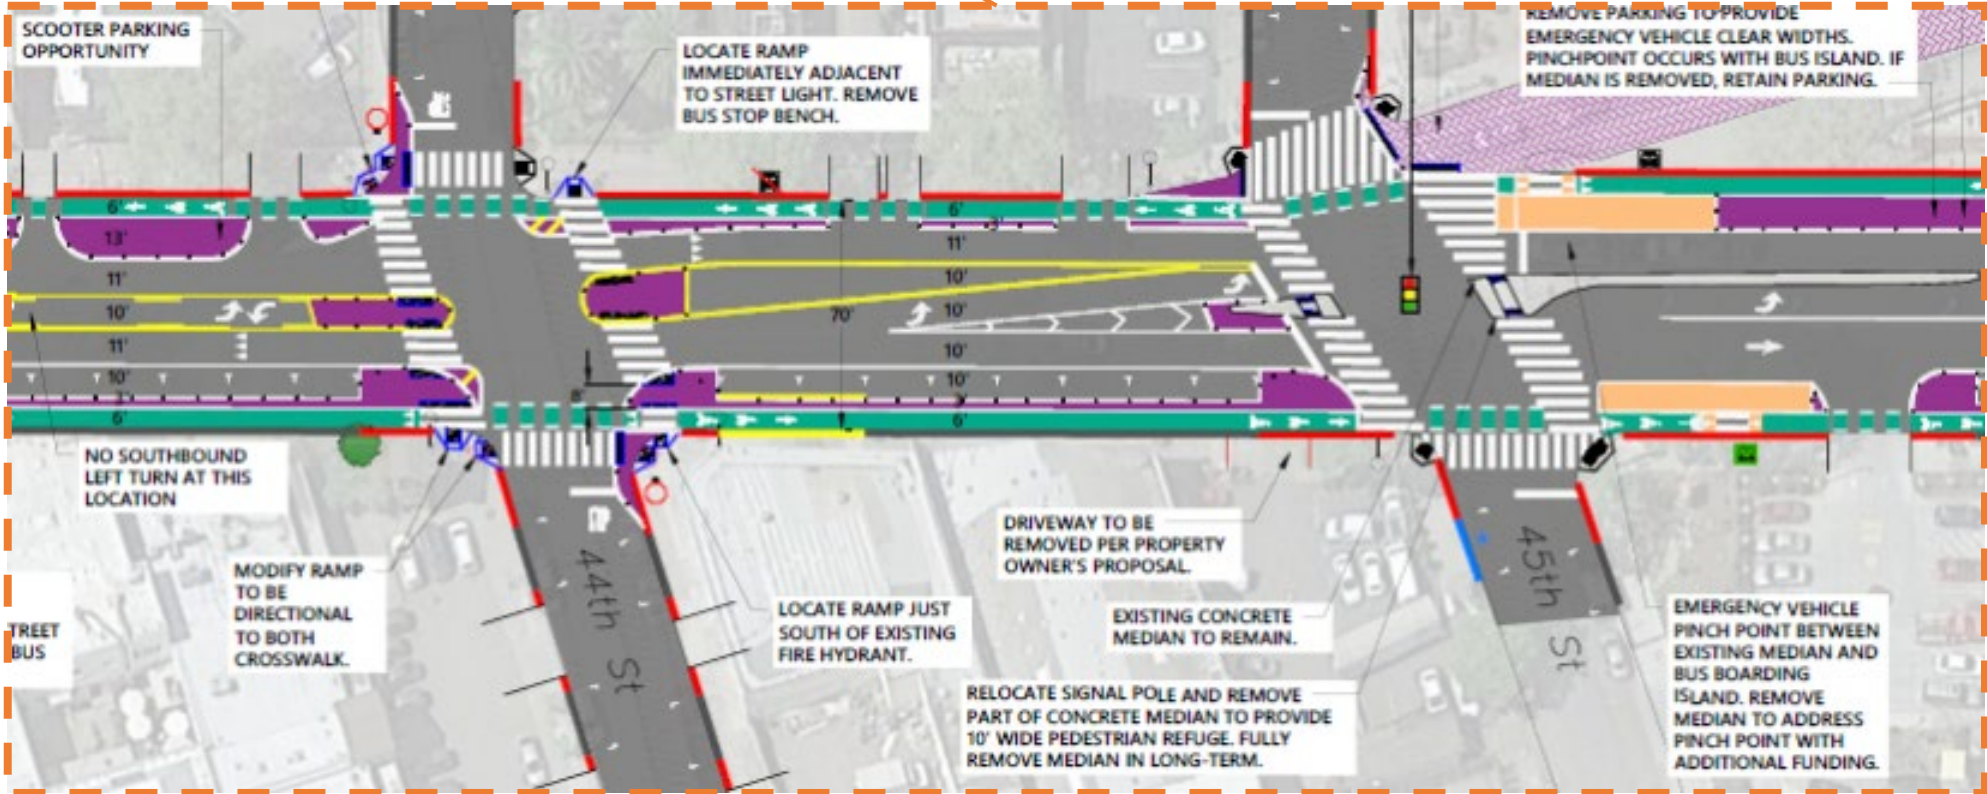 SCOOTER PARKING
OPPORTUNITY
LOCATE RAMP
IMMEDIATELY ADJACENT
TO STREET LIGHT. REMOVE
BUS STOP BENCH.
REMOVE PARKING TO PROVIDE
EMERGENCY VEHICLE CLEAR WIDTHS.
PINCHPOINT OCCURS WITH BUS ISLAND. IF
MEDIAN IS REMOVED, RETAIN PARKING.
6'
13'
11'
10'
11'
10'
3'
6'
8'
70'
6'
3'
11'
10'
10'
10'
10'
6'
NO SOUTHBOUND
LEFT TURN AT THIS
LOCATION
MODIFY RAMP
TO BE
DIRECTIONAL
TO BOTH
CROSSWALK.
TREET
BUS
44th St
LOCATE RAMP JUST
SOUTH OF EXISTING
FIRE HYDRANT.
DRIVEWAY TO BE
REMOVED PER PROPERTY
OWNER'S PROPOSAL.
EXISTING CONCRETE
MEDIAN TO REMAIN.
RELOCATE SIGNAL POLE AND REMOVE
PART OF CONCRETE MEDIAN TO PROVIDE
10' WIDE PEDESTRIAN REFUGE. FULLY
REMOVE MEDIAN IN LONG-TERM.
45th St
EMERGENCY VEHICLE
PINCH POINT BETWEEN
EXISTING MEDIAN AND
BUS BOARDING
ISLAND. REMOVE
MEDIAN TO ADDRESS
PINCH POINT WITH
ADDITIONAL FUNDING.